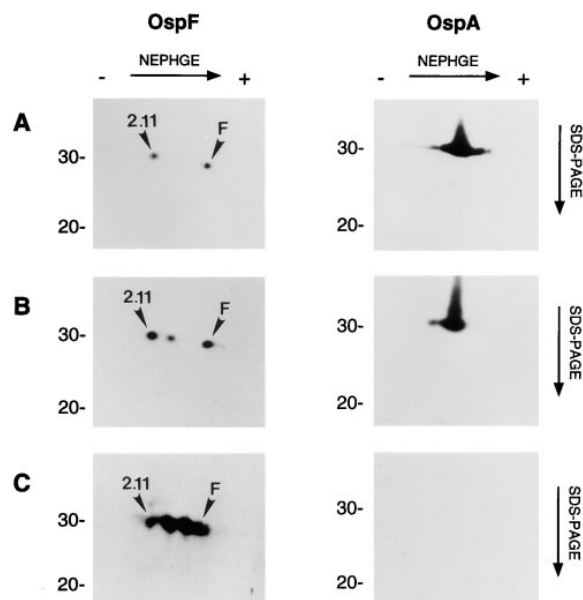 OspF OspA
NEPHGE NEPHGE
- + - +
A
2.11 F
30- 30-
20- 20-
SDS-PAGE
B
2.11 F
30- 30-
20- 20-
SDS-PAGE
C
2.11 F
30- 30-
20- 20-
SDS-PAGE